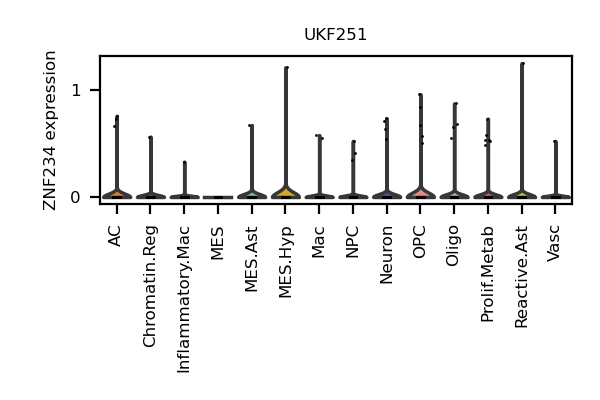 UKF251
ZNF234 expression
1
0
AC
Chromatin.Reg
Inflammatory.Mac
MES
MES.Ast
MES.Hyp
Mac
NPC
Neuron
OPC
Oligo
Prolif.Metab
Reactive.Ast
Vasc